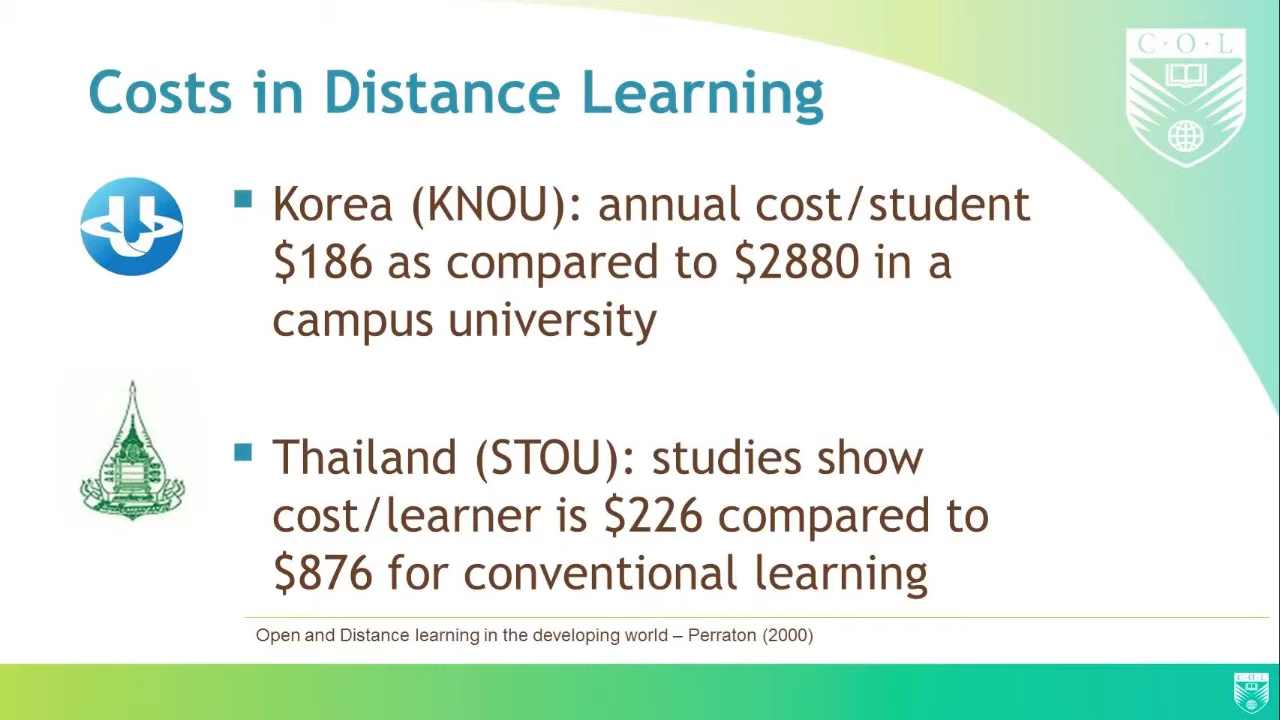 C·O·L
Costs in Distance Learning
Korea (KNOU): annual cost/student
$186 as compared to $2880 in a
campus university
Thailand (STOU): studies show
cost/learner is $226 compared to
$876 for conventional learning
Open and Distance learning in the developing world – Perraton (2000)
C·O·L